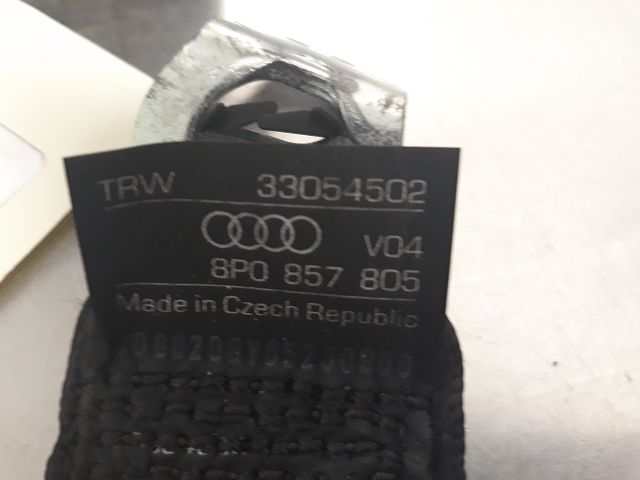 TRW 33054502
V04
8P0 857 805
Made in Czech Republic